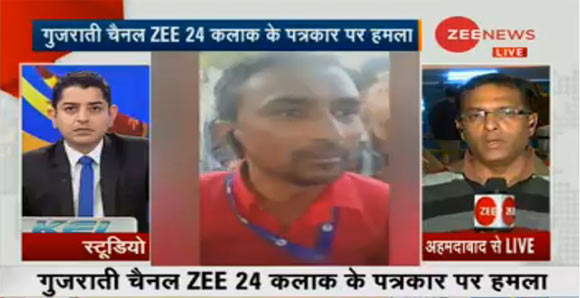 गुजराती चैनल ZEE 24 कलाक के पत्रकार पर हमला
ZEE NEWS
LIVE
ZEE
स्टूडियो
अहमदाबाद से LIVE
गुजराती चैनल ZEE 24 कलाक के पत्रकार पर हमला